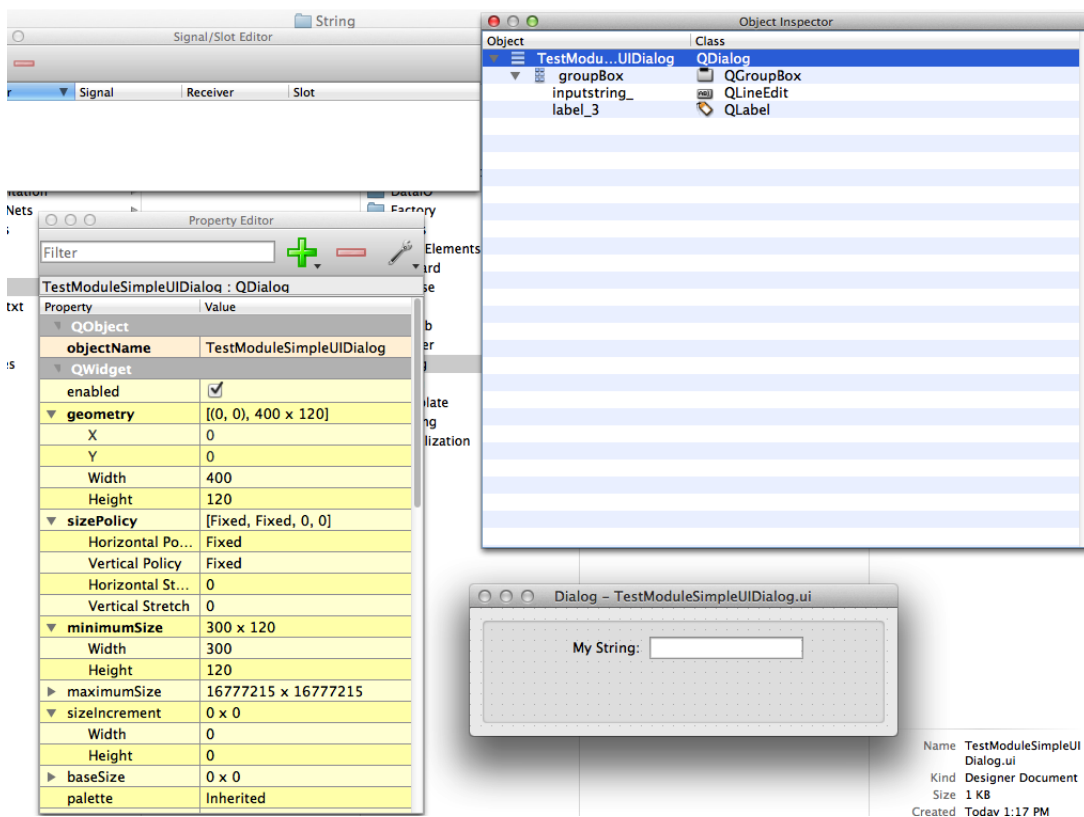 String
Signal/Slot Editor
r Signal Receiver Slot
Object Inspector
Object Class
TestModu...UIDialog QDialog
groupBox QGroupBox
inputstring_ QLineEdit
label_3 QLabel
Nets
Factory
Elements
txt
Property Editor
Filter
TestModuleSimpleUIDialog : QDialog
Property Value
QObject
objectName TestModuleSimpleUIDialog
QWidget
enabled
geometry [(0, 0), 400 x 120]
X 0
Y 0
Width 400
Height 120
sizePolicy [Fixed, Fixed, 0, 0]
Horizontal Po... Fixed
Vertical Policy Fixed
Horizontal St... 0
Vertical Stretch 0
minimumSize 300 x 120
Width 300
Height 120
maximumSize 16777215 x 16777215
sizeIncrement 0 x 0
Width 0
Height 0
baseSize 0 x 0
palette Inherited
late
ng
lization
Dialog – TestModuleSimpleUIDialog.ui
My String:
Name TestModuleSimpleUI
Dialog.ui
Kind Designer Document
Size 1 KB
Created Today 1:17 PM